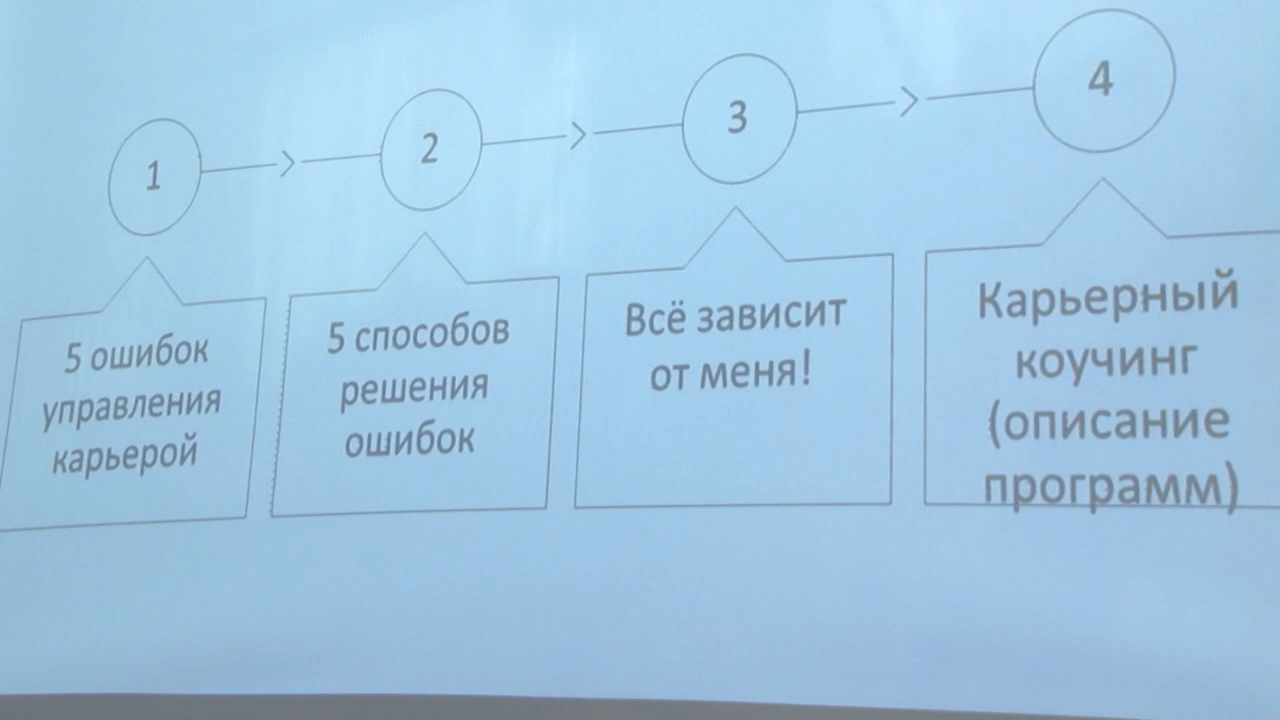 1
2
3
4
5 ошибок
управления
карьерой
5 способов
решения
ошибок
Всё зависит
от меня!
Карьерный
коучинг
(описание
программ)